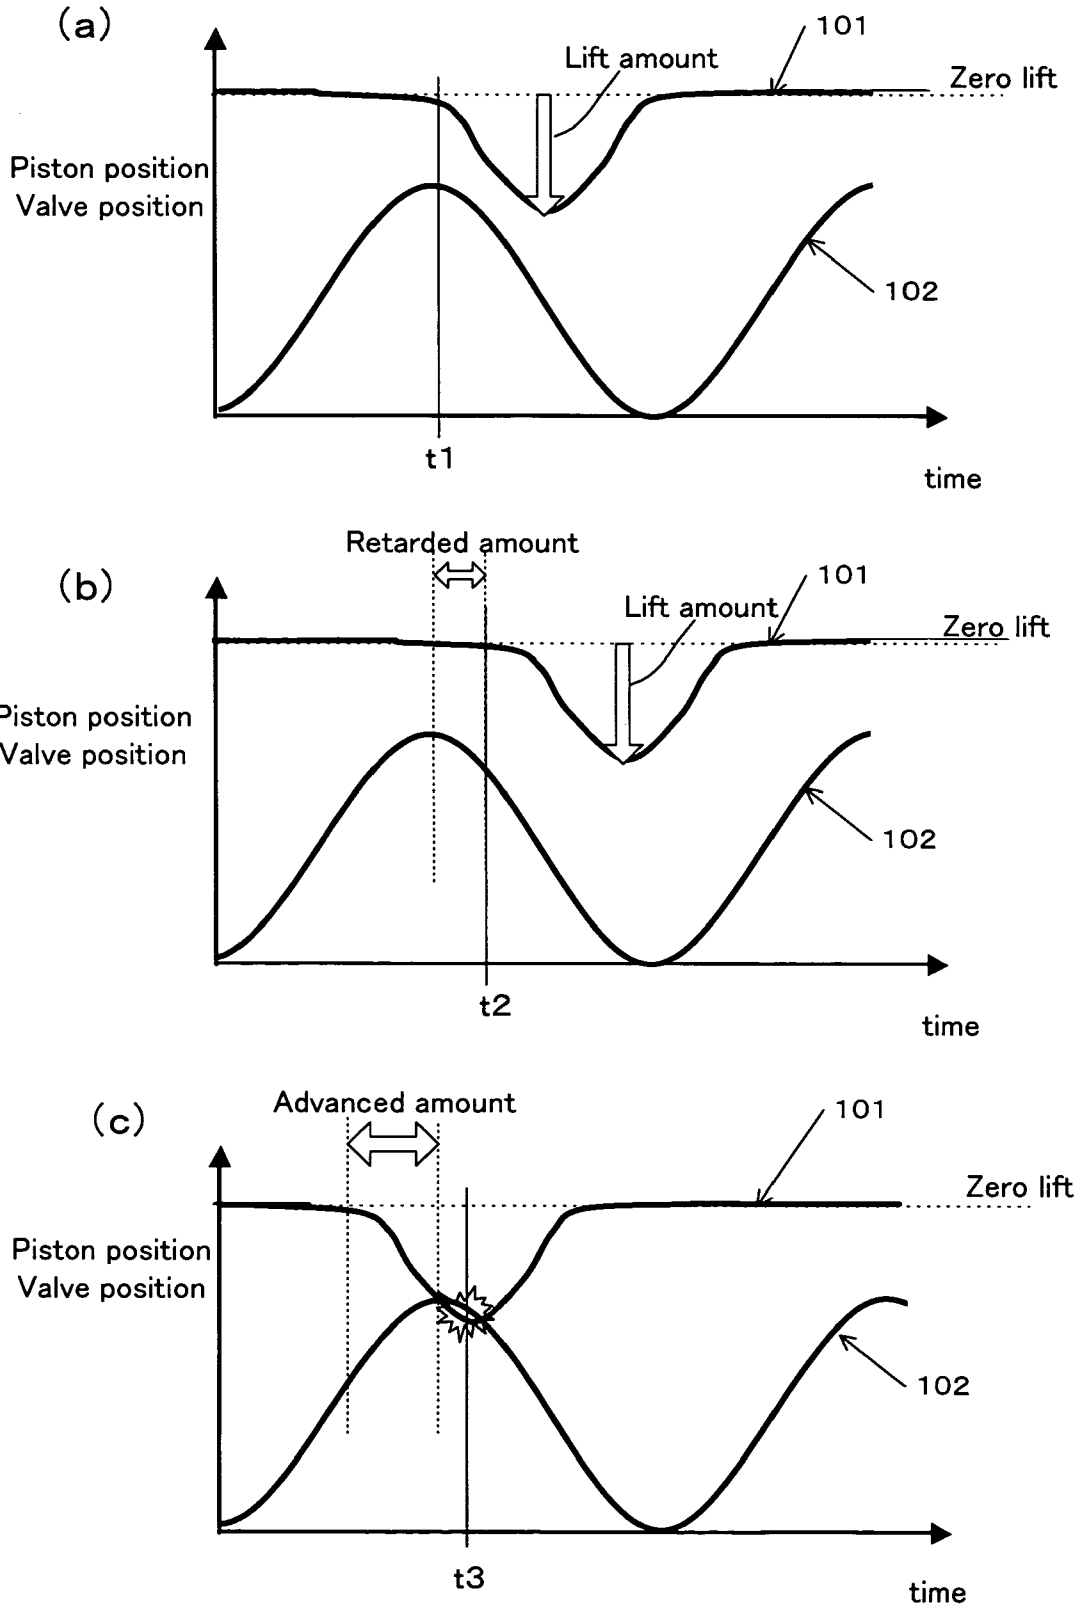 (a)
101
Lift amount
Zero lift
Piston position
Valve position
102
t1
time
Retarded amount
(b)
101
Lift amount
Zero lift
Piston position
Valve position
102
t2
time
Advanced amount
(c)
101
Zero lift
Piston position
Valve position
102
t3
time